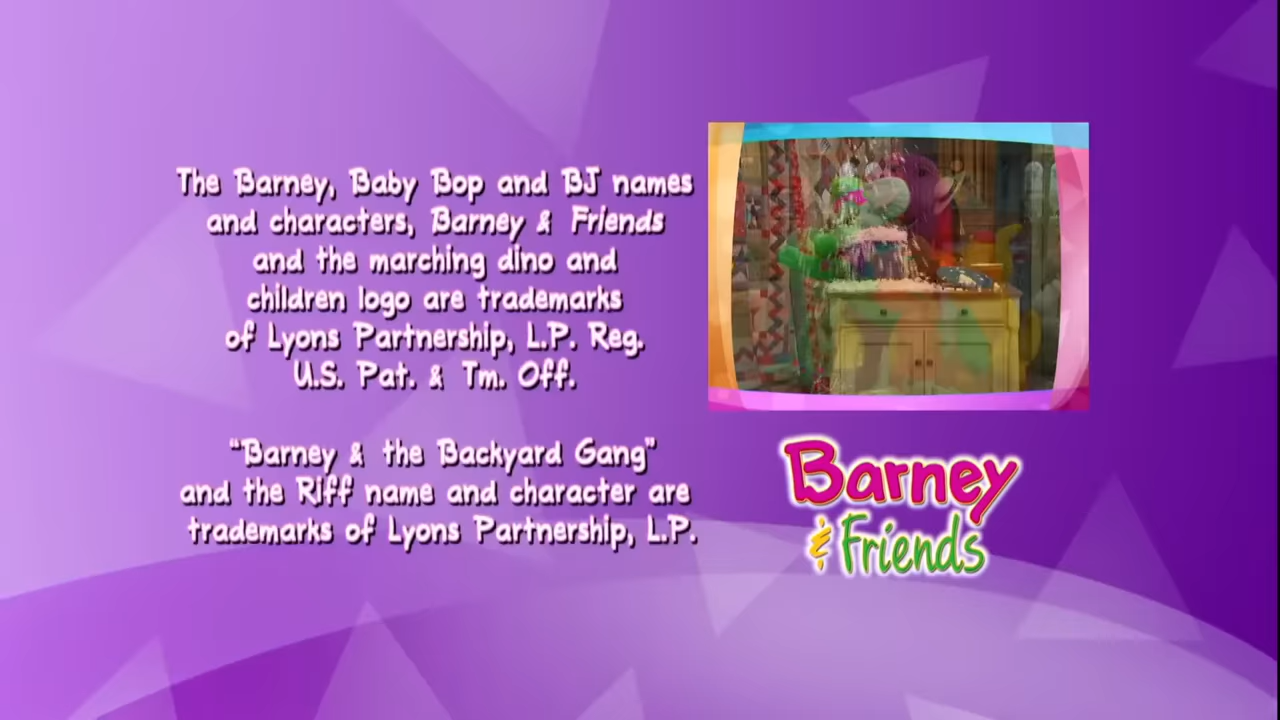 The Barney, Baby Bop and BJ names
and characters, Barney & Friends
and the marching dino and
children logo are trademarks
of Lyons Partnership, L.P. Reg.
U.S. Pat. & Tm. Off.
"Barney & the Backyard Gang"
and the Riff name and character are
trademarks of Lyons Partnership, L.P.
Barney
& Friends